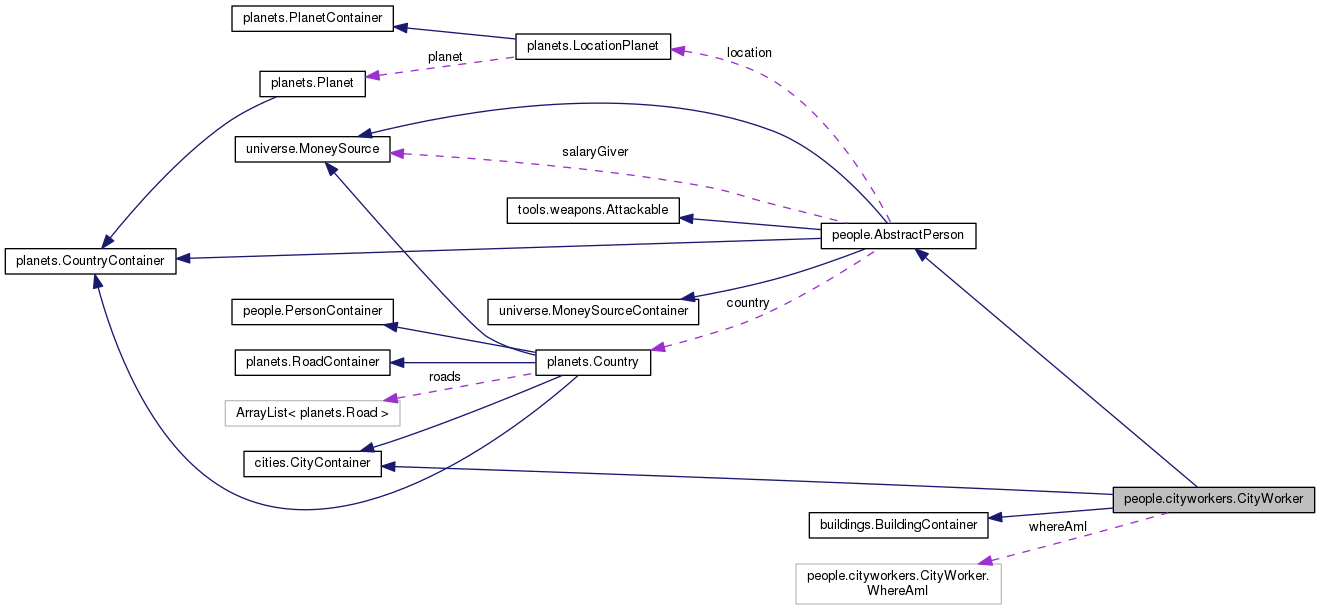 planets.PlanetContainer
planets.LocationPlanet
location
planet
planets.Planet
universe.MoneySource
salaryGiver
tools.weapons.Attackable
people.AbstractPerson
planets.CountryContainer
people.PersonContainer
universe.MoneySourceContainer
country
planets.RoadContainer
planets.Country
roads
ArrayList< planets.Road >
cities.CityContainer
people.cityworkers.CityWorker
buildings.BuildingContainer
whereAmI
people.cityworkers.CityWorker.
WhereAmI